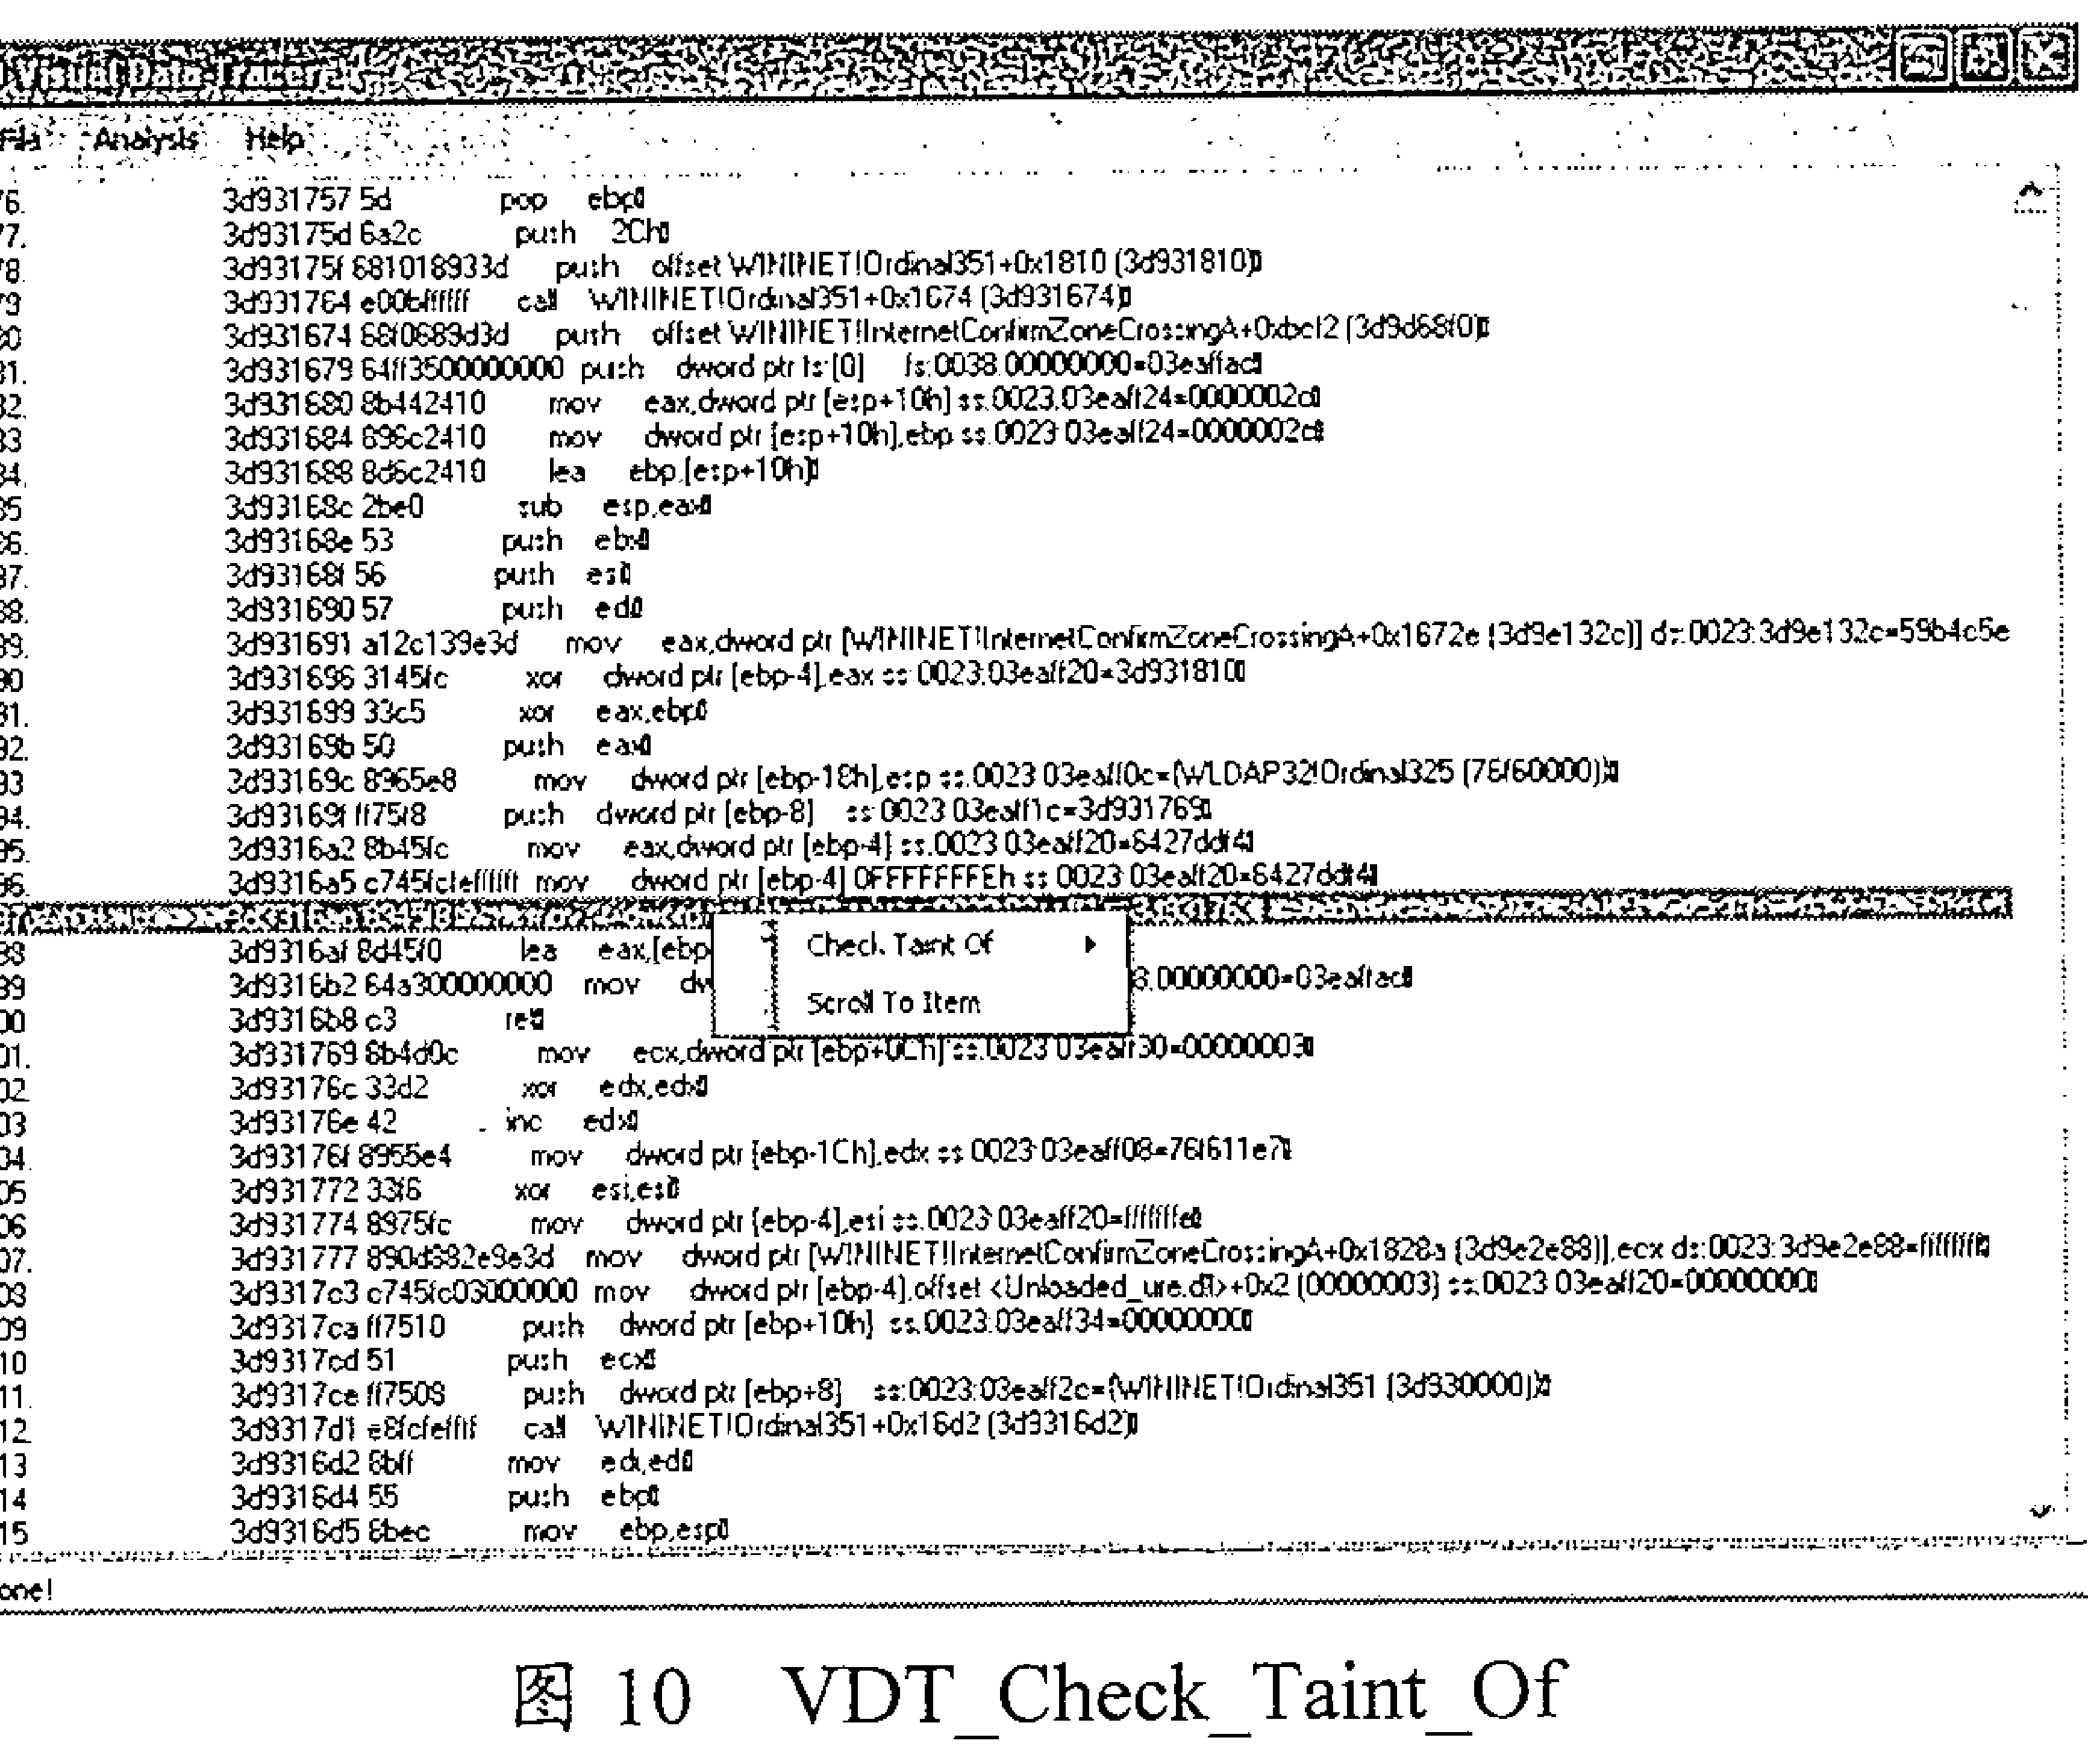 Visual Data Tracer
File Analysis Help
76. 3d931757 5d pop ebp
77. 3d93175d 6a2c push 2Ch
78. 3d93175f 681018933d push offset WININET!Ordinal351+0x1810 (3d931810)
79 3d931764 e80bffffff call WININET!Ordinal351+0x1674 (3d931674)
80 3d931674 68f0689d3d push offset WININET!InternetConfirmZoneCrossingA+0xbcf2 (3d9d68f0)
81. 3d931679 64ff3500000000 push dword ptr fs:[0] fs:0038.00000000=03eaffac
82. 3d931680 8b442410 mov eax,dword ptr [esp+10h] ss:0023:03eaff24=0000002c
83 3d931684 896c2410 mov dword ptr [esp+10h],ebp ss:0023:03eaff24=0000002c
84. 3d931688 8d6c2410 lea ebp,[esp+10h]
85 3d93168c 2be0 sub esp,eax
86. 3d93168e 53 push ebx
87. 3d93168f 56 push esi
88. 3d931690 57 push edi
89. 3d931691 a12c139e3d mov eax,dword ptr [WININET!InternetConfirmZoneCrossingA+0x1672e (3d9e132c)] ds:0023:3d9e132c=59b4c5e
90 3d931696 3145fc xor dword ptr [ebp-4],eax ss:0023:03eaff20=3d931810
91. 3d931699 33c5 xor eax,ebp
92. 3d93169b 50 push eax
93 3d93169c 8965e8 mov dword ptr [ebp-18h],esp ss:0023:03eaff0c={WLDAP32!Ordinal325 (76f60000)}
94. 3d93169f ff75f8 push dword ptr [ebp-8] ss:0023:03eaff1c=3d931769
95. 3d9316a2 8b45fc mov eax,dword ptr [ebp-4] ss:0023:03eaff20=6427ddf4
96. 3d9316a5 c745fcfeffffff mov dword ptr [ebp-4],0FFFFFFFEh ss:0023:03eaff20=6427ddf4
98 3d9316af 8d45f0 lea eax,[ebp
99 3d9316b2 64a300000000 mov dw 8:00000000=03eaffac
00 3d9316b8 c3 ret
Check Taint Of
Scroll To Item
01. 3d931769 8b4d0c mov ecx,dword ptr [ebp+0Ch] ss:0023:03eaff30=00000003
02 3d93176c 33d2 xor edx,edx
03 3d93176e 42 inc edx
04. 3d93176f 8955e4 mov dword ptr [ebp-1Ch],edx ss:0023:03eaff08=76f611e7
05 3d931772 33f6 xor esi,esi
06 3d931774 8975fc mov dword ptr [ebp-4],esi ss:0023:03eaff20=fffffffe
07. 3d931777 890d882e9e3d mov dword ptr [WININET!InternetConfirmZoneCrossingA+0x1828a (3d9e2e88)],ecx ds:0023:3d9e2e88=ffffffff
08 3d9317c3 c745fc03000000 mov dword ptr [ebp-4],offset <Unloaded_ure.dll>+0x2 (00000003) ss:0023:03eaff20=00000000
09 3d9317ca ff7510 push dword ptr [ebp+10h] ss:0023:03eaff34=00000000
10 3d9317cd 51 push ecx
11. 3d9317ce ff7508 push dword ptr [ebp+8] ss:0023:03eaff2c={WININET!Ordinal351 (3d930000)}
12 3d9317d1 e8fcfeffff call WININET!Ordinal351+0x16d2 (3d9316d2)
13 3d9316d2 8bff mov edi,edi
14 3d9316d4 55 push ebp
15 3d9316d5 8bec mov ebp,esp
one!
图 10 VDT_Check_Taint_Of